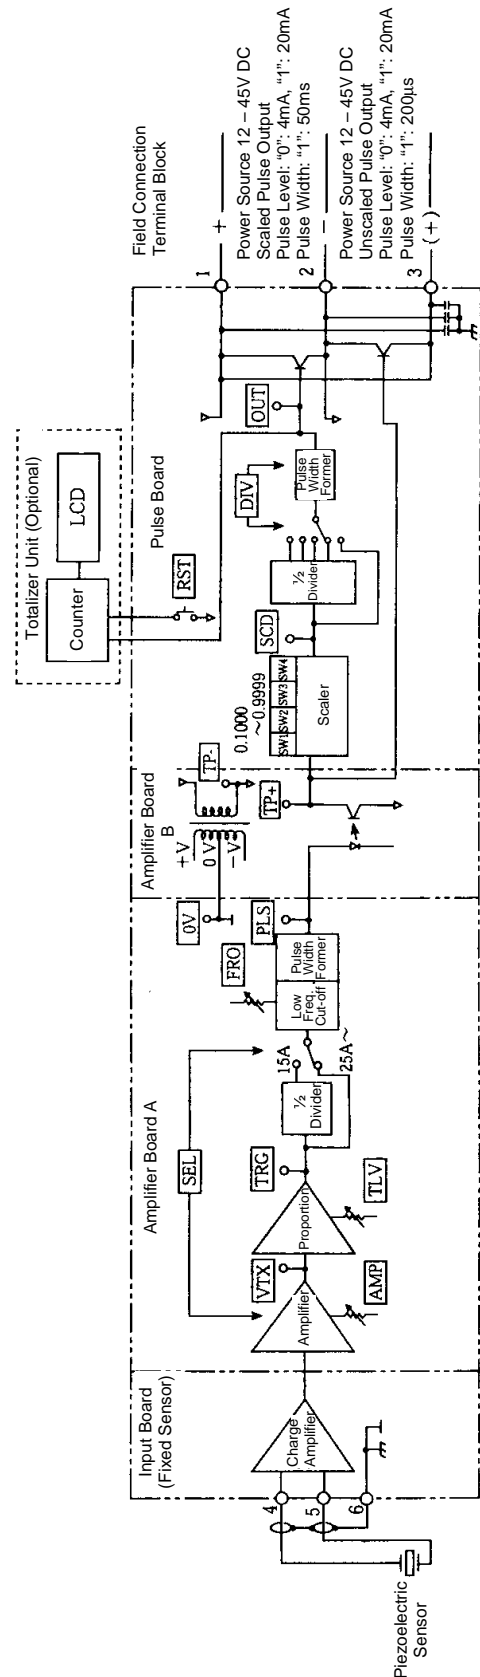 Piezoelectric
Sensor
4
5
6
Input Board
(Fixed Sensor)
Charge
Amplifier
Amplifier Board A
SEL
Amplifier
AMP
VTX
Proportion
TLV
TRG
½
Divider
15A
25A~
FRO
Low
Freq.
Cut-off
Pulse
Width
Former
0V
PLS
Amplifier Board
B
+V
0V
-V
TP-
TP+
Totalizer Unit (Optional)
Counter
LCD
RST
Pulse Board
0.1000
~0.9999
SW1
SW2
SW3
SW4
Scaler
SCD
½
Divider
DIV
Pulse
Width
Former
OUT
Field Connection
Terminal Block
1
+
Power Source 12 – 45V DC
Scaled Pulse Output
Pulse Level: “0”: 4mA, “1”: 20mA
Pulse Width: “1”: 50ms
2
–
Power Source 12 – 45V DC
Unscaled Pulse Output
Pulse Level: “0”: 4mA, “1”: 20mA
Pulse Width: “1”: 200µs
3
(+)